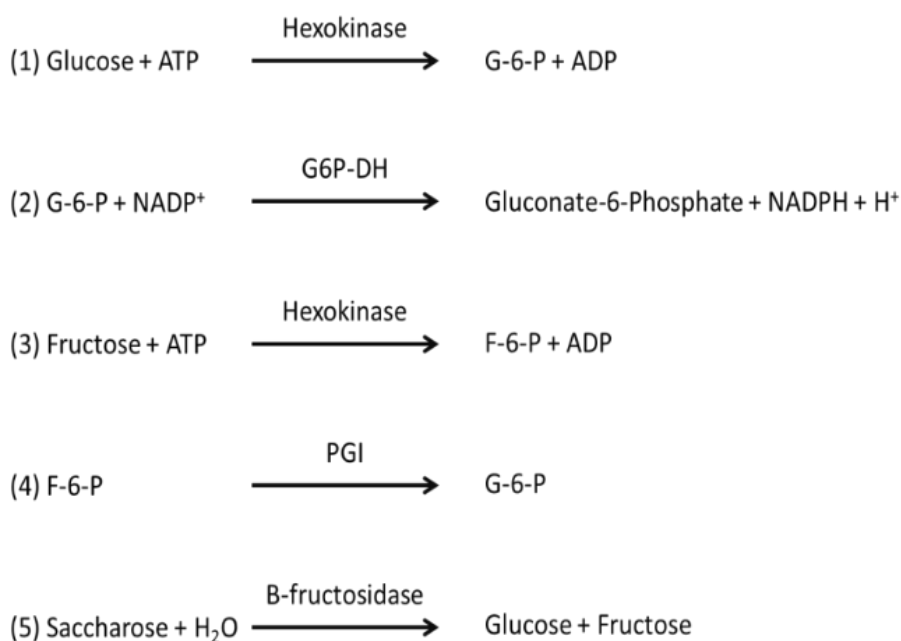 Hexokinase
(1) Glucose + ATP G-6-P + ADP
G6P-DH
(2) G-6-P + NADP⁺ Gluconate-6-Phosphate + NADPH + H⁺
Hexokinase
(3) Fructose + ATP F-6-P + ADP
PGI
(4) F-6-P G-6-P
B-fructosidase
(5) Saccharose + H₂O Glucose + Fructose